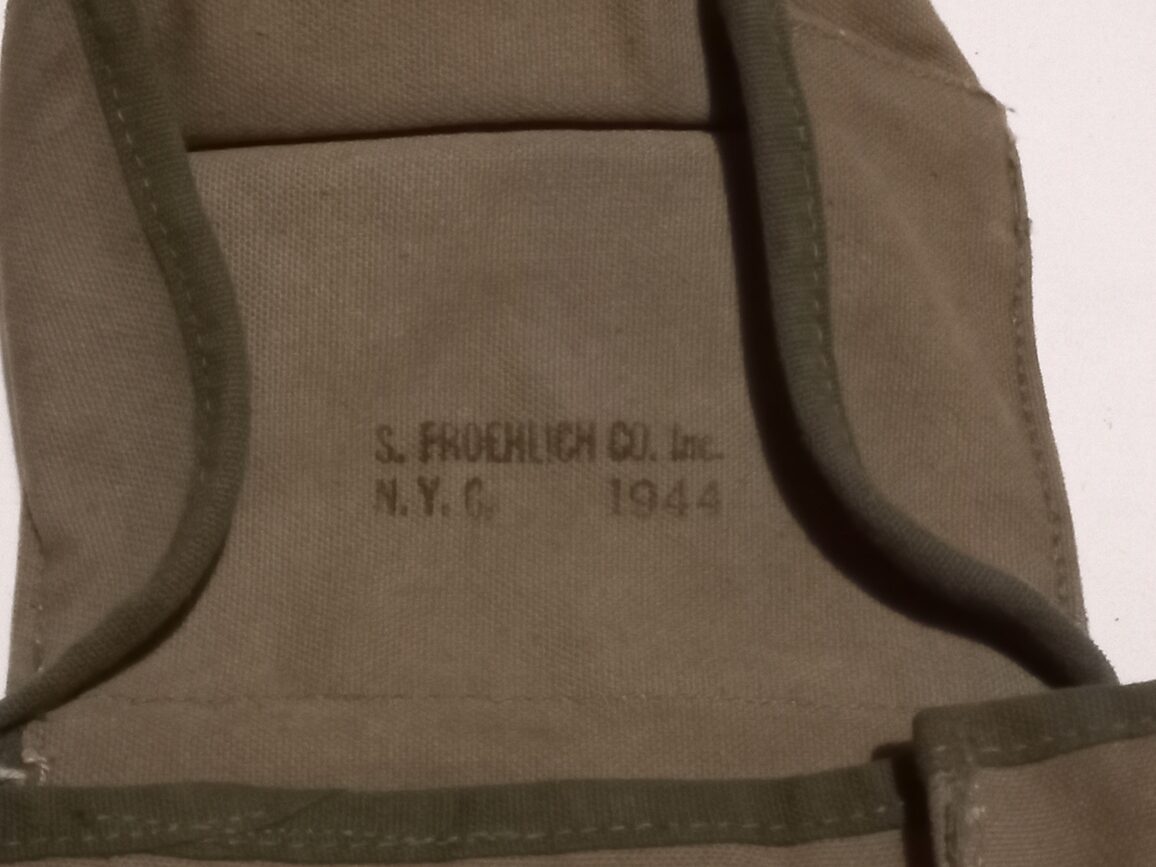 S. FROEHLICH CO. Inc.
N. Y. C. 1944